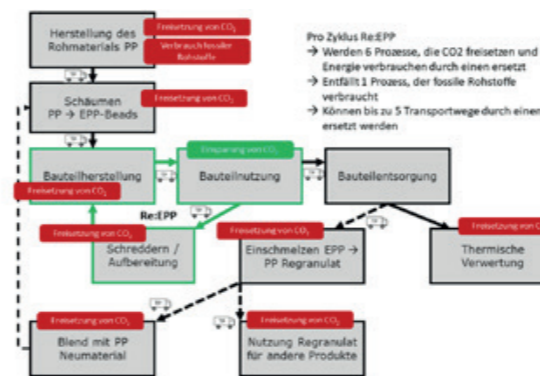 Freisetzung von CO₂
Herstellung des
Rohmaterials PP
Verbrauch fossiler
Rohstoffe
Pro Zyklus Re:EPP
→ Werden 6 Prozesse, die CO2 freisetzen und
Energie verbrauchen durch einen ersetzt
→ Entfällt 1 Prozess, der fossile Rohstoffe
verbraucht
→ Können bis zu 5 Transportwege durch einen
ersetzt werden
Schäumen
PP → EPP-Beads
Freisetzung von CO₂
Einsparung von CO₂
Bauteilherstellung
Bauteilnutzung
Bauteilentsorgung
Freisetzung von CO₂
Re:EPP
Freisetzung von CO₂
Schreddern /
Aufbereitung
Freisetzung von CO₂
Einschmelzen EPP →
PP Regranulat
Freisetzung von C
Thermische
Verwertung
Freisetzung von CO₂
Blend mit PP
Neumaterial
Freisetzung von CO₂
Nutzung Regranulat
für andere Produkte